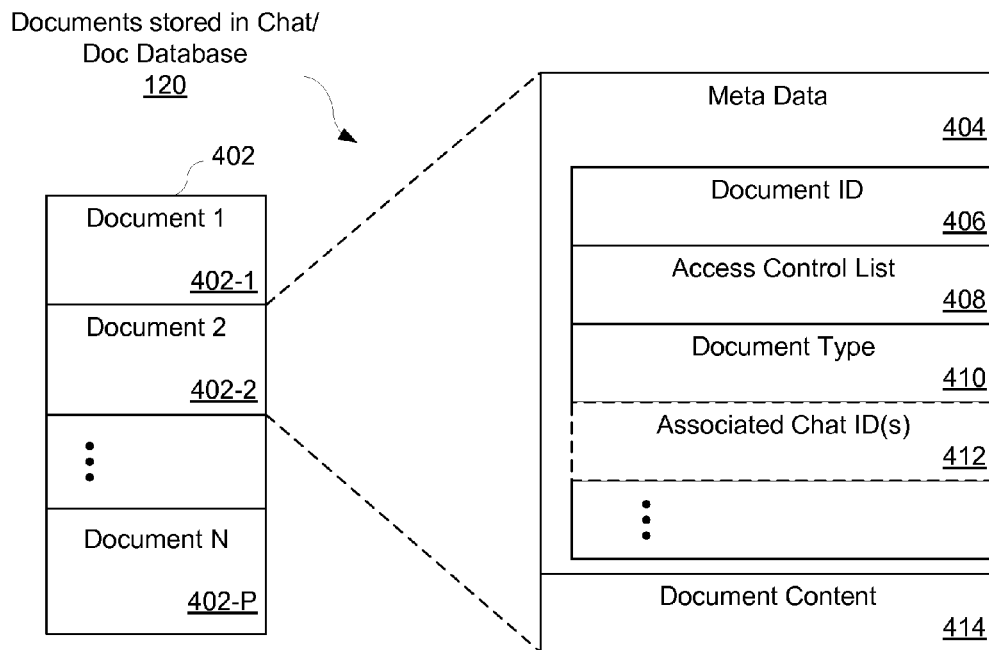 Documents stored in Chat/
Doc Database
120
402
Document 1
402-1
Document 2
402-2
Document N
402-P
Meta Data
404
Document ID
406
Access Control List
408
Document Type
410
Associated Chat ID(s)
412
Document Content
414